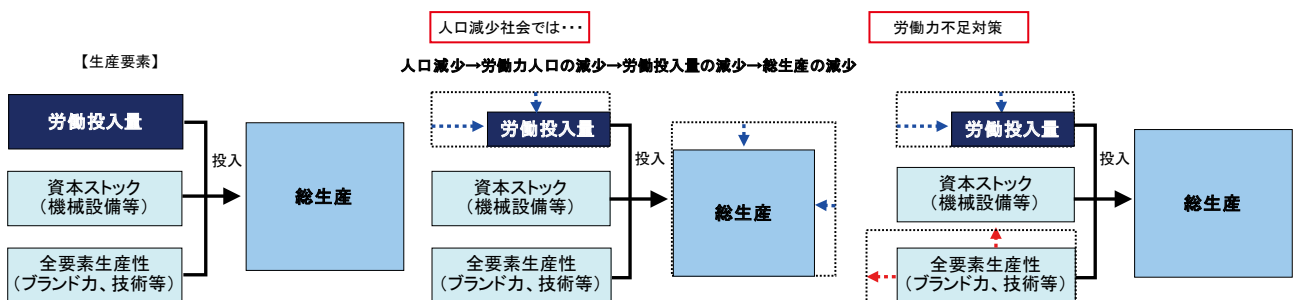 【生産要素】
労働投入量
資本ストック
(機械設備等)
全要素生産性
(ブランド力、技術等)
投入
総生産
人口減少社会では・・・
人口減少→労働力人口の減少→労働投入量の減少→総生産の減少
労働投入量
資本ストック
(機械設備等)
全要素生産性
(ブランド力、技術等)
投入
総生産
労働力不足対策
労働投入量
資本ストック
(機械設備等)
全要素生産性
(ブランド力、技術等)
投入
総生産